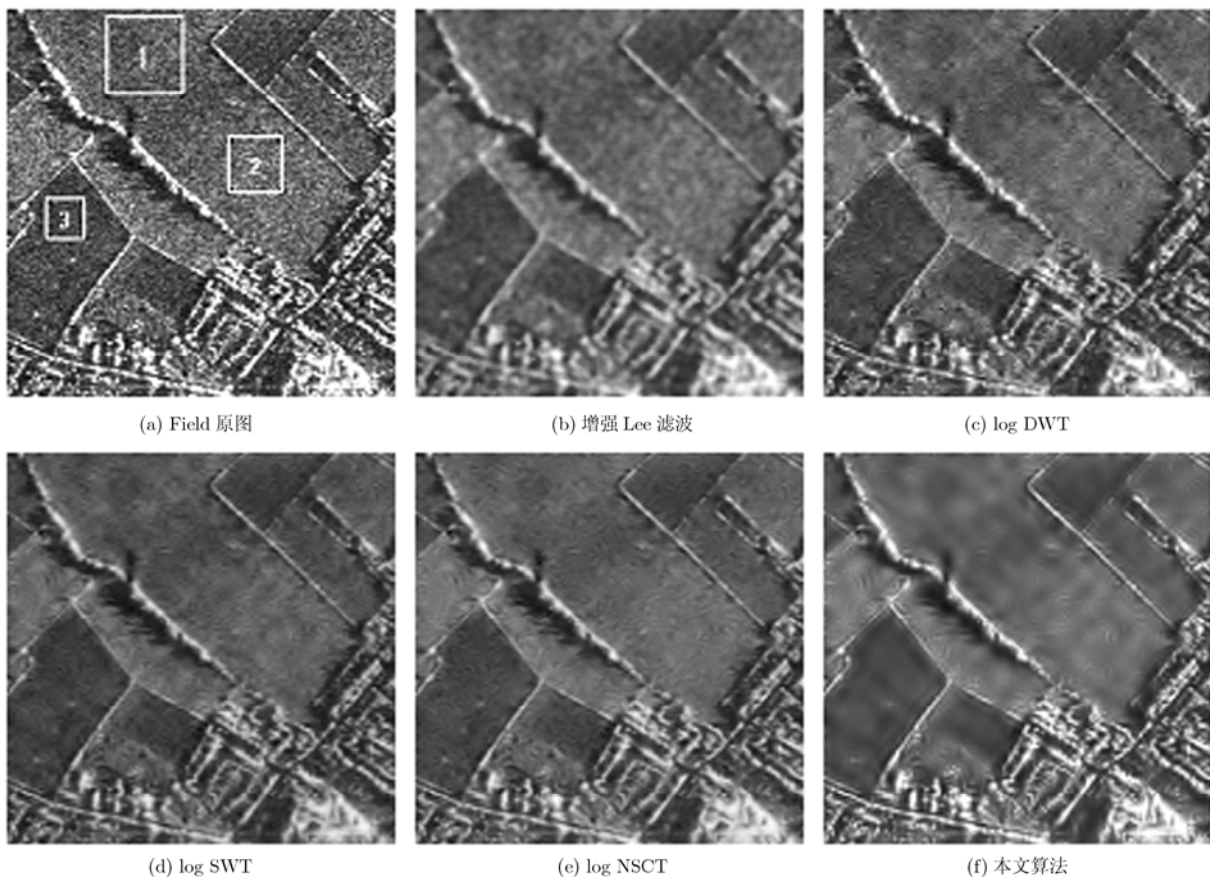 1
2
3
(a) Field 原图
(b) 增强 Lee 滤波
(c) log DWT
(d) log SWT
(e) log NSCT
(f) 本文算法